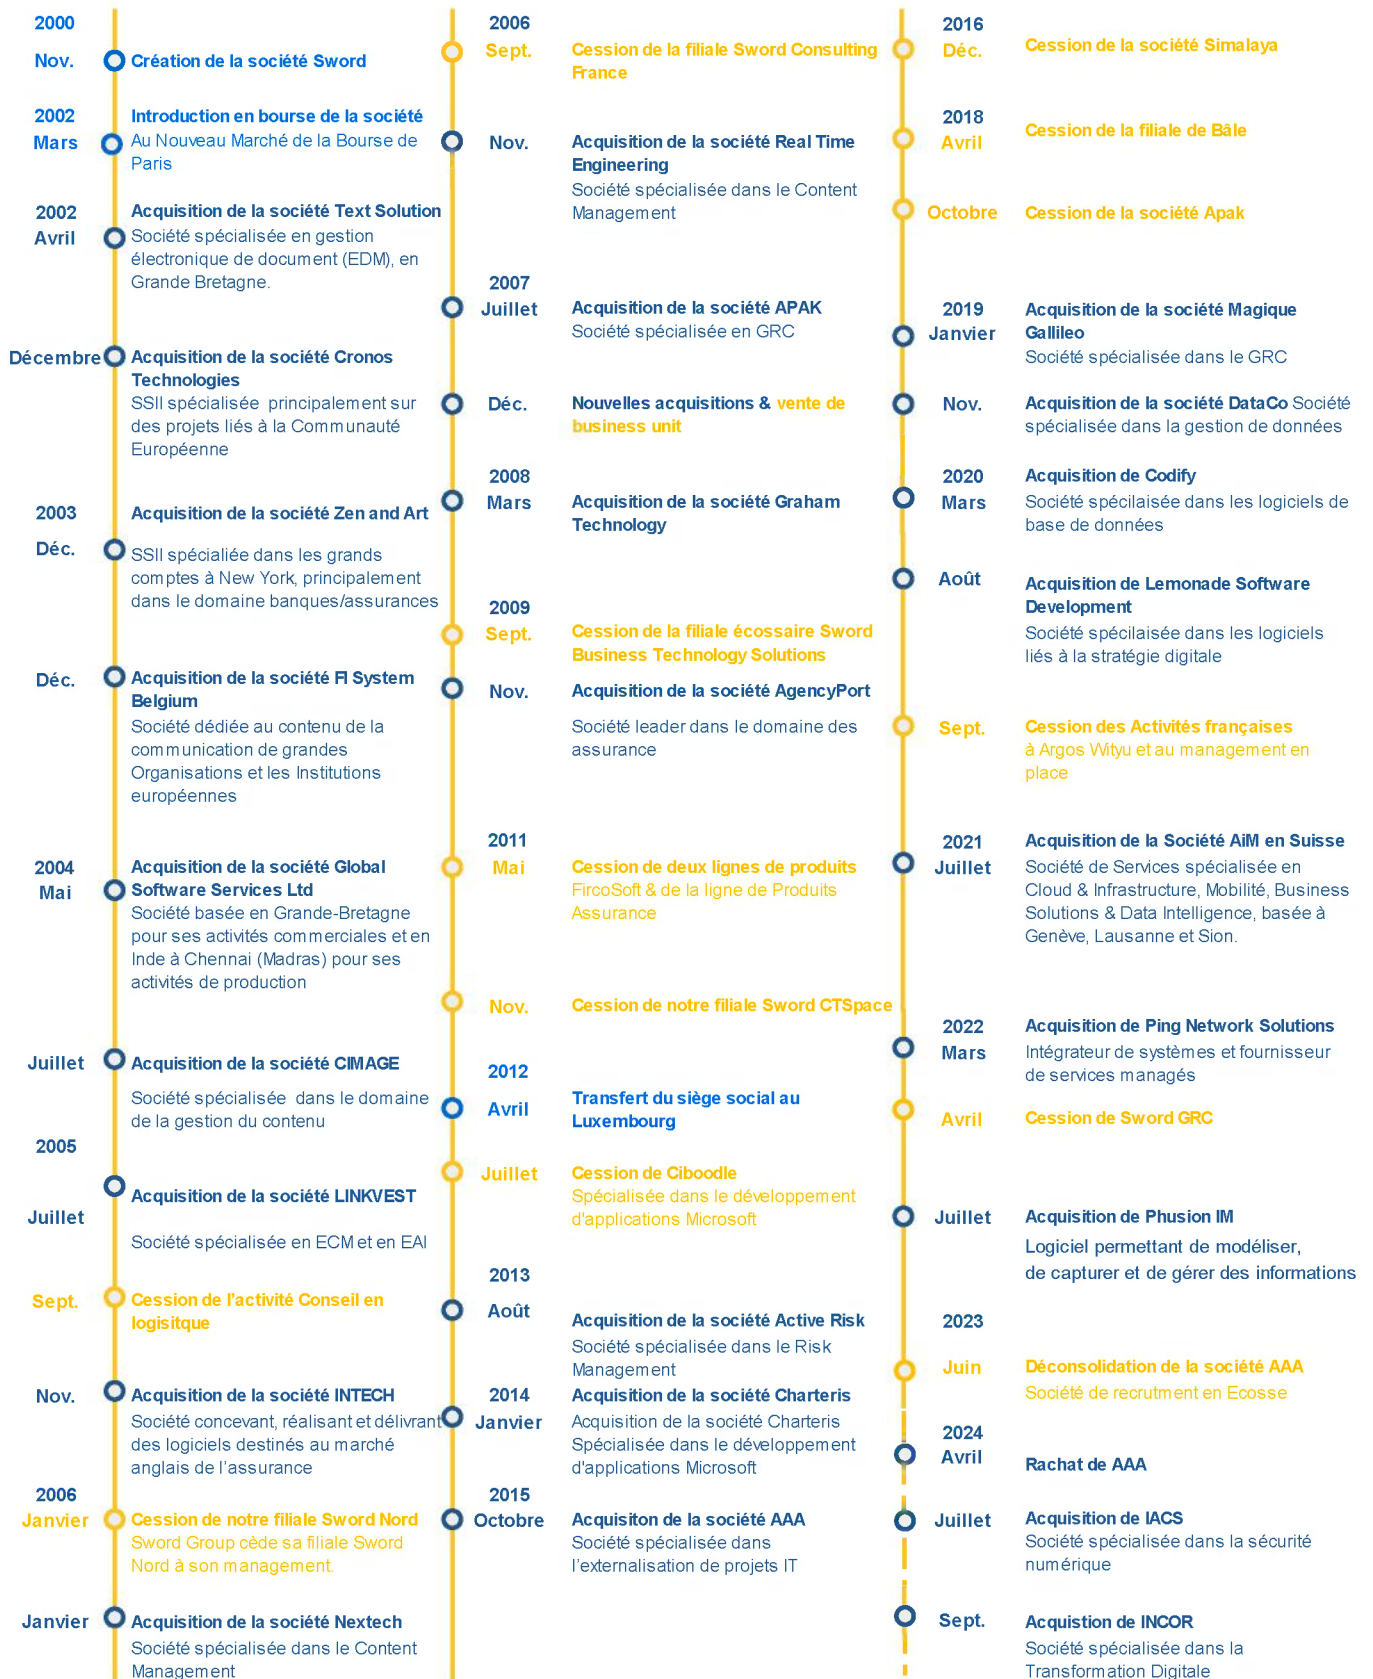 2000
Nov.
Création de la société Sword
2002
Mars
Introduction en bourse de la société
Au Nouveau Marché de la Bourse de
Paris
2002
Avril
Acquisition de la société Text Solution
Société spécialisée en gestion
électronique de document (EDM), en
Grande Bretagne.
Décembre
Acquisition de la société Cronos
Technologies
SSII spécialisée principalement sur
des projets liés à la Communauté
Européenne
2003
Déc.
Acquisition de la société Zen and Art
SSII spécialiée dans les grands
comptes à New York, principalement
dans le domaine banques/assurances
Déc.
Acquisition de la société FI System
Belgium
Société dédiée au contenu de la
communication de grandes
Organisations et les Institutions
européennes
2004
Mai
Acquisition de la société Global
Software Services Ltd
Société basée en Grande-Bretagne
pour ses activités commerciales et en
Inde à Chennai (Madras) pour ses
activités de production
Juillet
Acquisition de la société CIMAGE
Société spécialisée dans le domaine
de la gestion du contenu
2005
Juillet
Acquisition de la société LINKVEST
Société spécialisée en ECM et en EAI
Sept.
Cession de l'activité Conseil en
logisitque
Nov.
Acquisition de la société INTECH
Société concevant, réalisant et délivrant
des logiciels destinés au marché
anglais de l'assurance
2006
Janvier
Cession de notre filiale Sword Nord
Sword Group cède sa filiale Sword
Nord à son management.
Janvier
Acquisition de la société Nextech
Société spécialisée dans le Content
Management
2006
Sept.
Cession de la filiale Sword Consulting
France
Nov.
Acquisition de la société Real Time
Engineering
Société spécialisée dans le Content
Management
2007
Juillet
Acquisition de la société APAK
Société spécialisée en GRC
Déc.
Nouvelles acquisitions & vente de
business unit
2008
Mars
Acquisition de la société Graham
Technology
2009
Sept.
Cession de la filiale écossaire Sword
Business Technology Solutions
Nov.
Acquisition de la société AgencyPort
Société leader dans le domaine des
assurance
2011
Mai
Cession de deux lignes de produits
FircoSoft & de la ligne de Produits
Assurance
Nov.
Cession de notre filiale Sword CTSpace
2012
Avril
Transfert du siège social au
Luxembourg
Juillet
Cession de Ciboodle
Spécialisée dans le développement
d'applications Microsoft
2013
Août
Acquisition de la société Active Risk
Société spécialisée dans le Risk
Management
2014
Janvier
Acquisition de la société Charteris
Acquisition de la société Charteris
Spécialisée dans le développement
d'applications Microsoft
2015
Octobre
Acquisiton de la société AAA
Société spécialisée dans
l'externalisation de projets IT
2016
Déc.
Cession de la société Simalaya
2018
Avril
Cession de la filiale de Bâle
Octobre
Cession de la société Apak
2019
Janvier
Acquisition de la société Magique
Gallileo
Société spécialisée dans le GRC
Nov.
Acquisition de la société DataCo Société
spécialisée dans la gestion de données
2020
Mars
Acquisition de Codify
Société spécilaisée dans les logiciels de
base de données
Août
Acquisition de Lemonade Software
Development
Société spécilaisée dans les logiciels
liés à la stratégie digitale
Sept.
Cession des Activités françaises
à Argos Wityu et au management en
place
2021
Juillet
Acquisition de la Société AiM en Suisse
Société de Services spécialisée en
Cloud & Infrastructure, Mobilité, Business
Solutions & Data Intelligence, basée à
Genève, Lausanne et Sion.
2022
Mars
Acquisition de Ping Network Solutions
Intégrateur de systèmes et fournisseur
de services managés
Avril
Cession de Sword GRC
Juillet
Acquisition de Phusion IM
Logiciel permettant de modéliser,
de capturer et de gérer des informations
2023
Juin
Déconsolidation de la société AAA
Société de recrutment en Ecosse
2024
Avril
Rachat de AAA
Juillet
Acquisition de IACS
Société spécialisée dans la sécurité
numérique
Sept.
Acquistion de INCOR
Société spécialisée dans la
Transformation Digitale